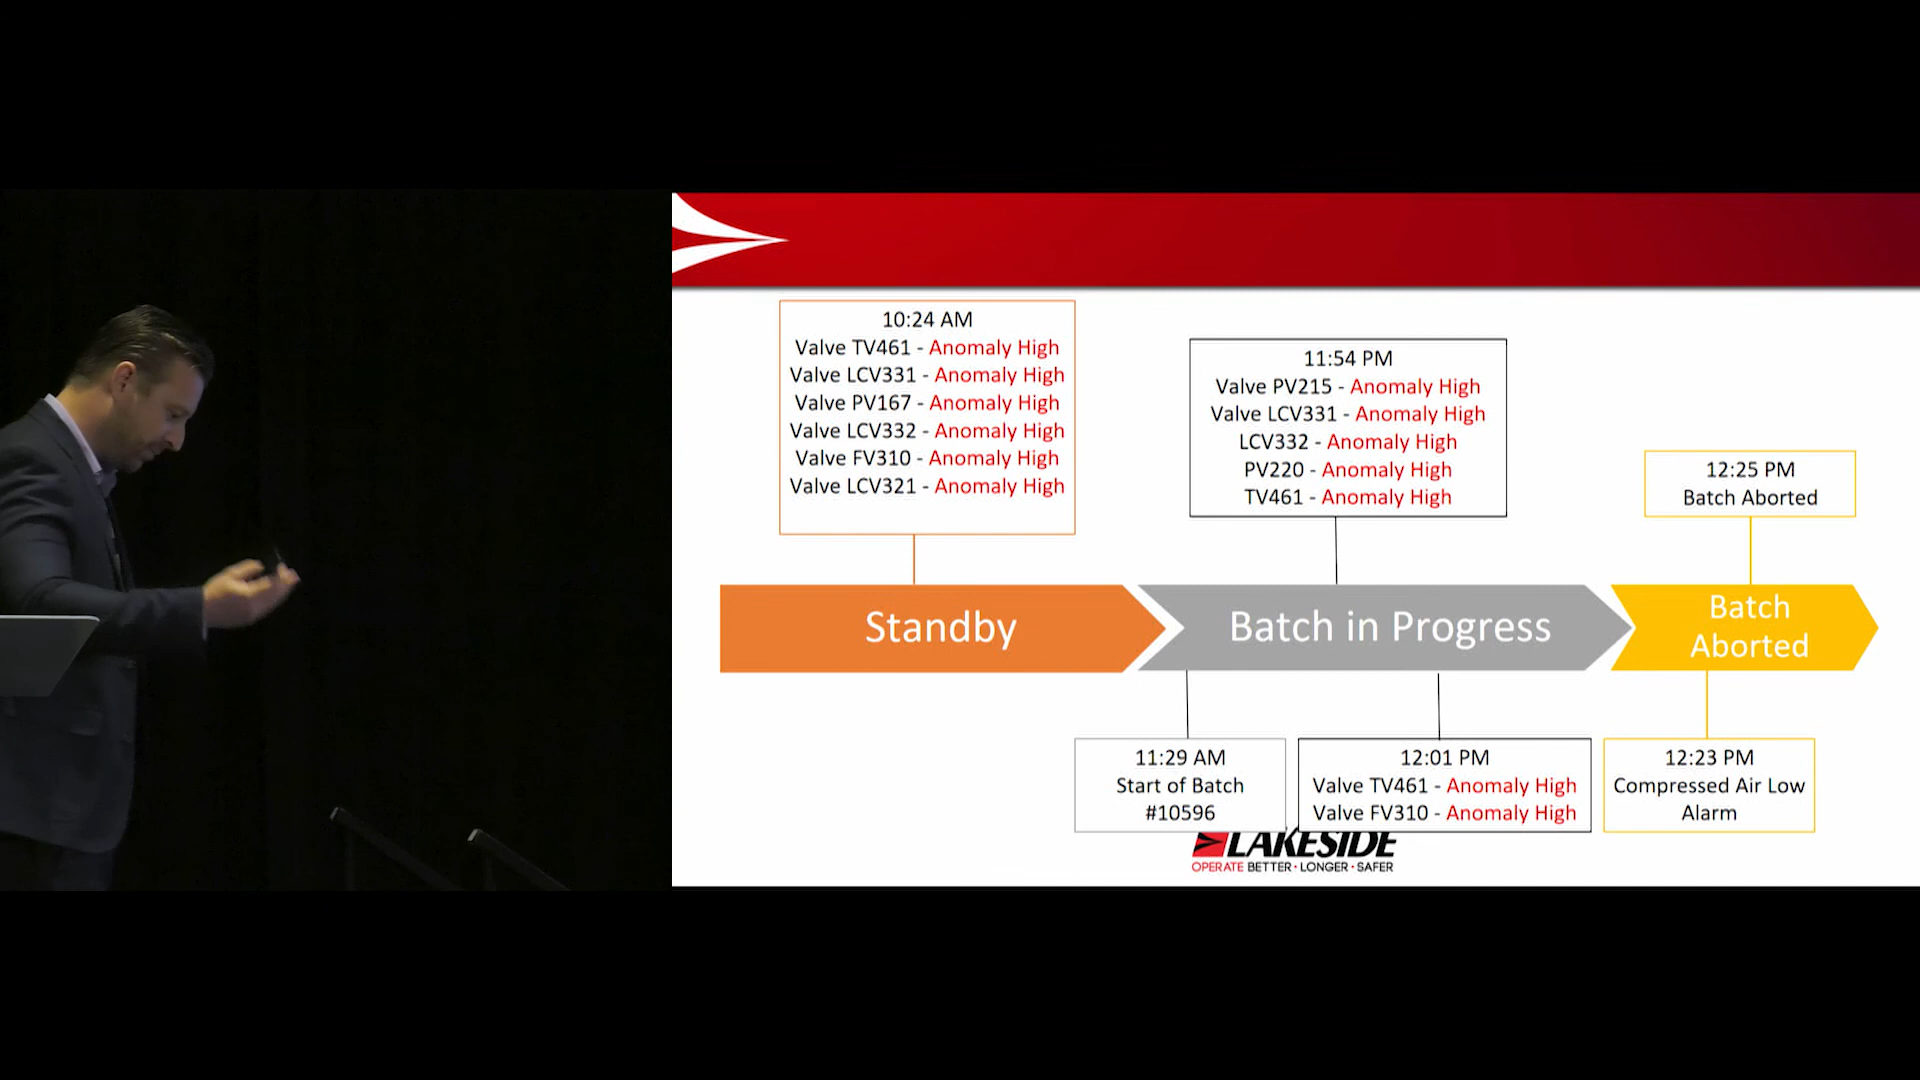 10:24 AM
Valve TV461 - Anomaly High
Valve LCV331 - Anomaly High
Valve PV167 - Anomaly High
Valve LCV332 - Anomaly High
Valve FV310 - Anomaly High
Valve LCV321 - Anomaly High
11:54 PM
Valve PV215 - Anomaly High
Valve LCV331 - Anomaly High
LCV332 - Anomaly High
PV220 - Anomaly High
TV461 - Anomaly High
12:25 PM
Batch Aborted
Standby
Batch in Progress
Batch
Aborted
11:29 AM
Start of Batch
#10596
12:01 PM
Valve TV461 - Anomaly High
Valve FV310 - Anomaly High
12:23 PM
Compressed Air Low
Alarm
LAKESIDE
OPERATE BETTER · LONGER · SAFER